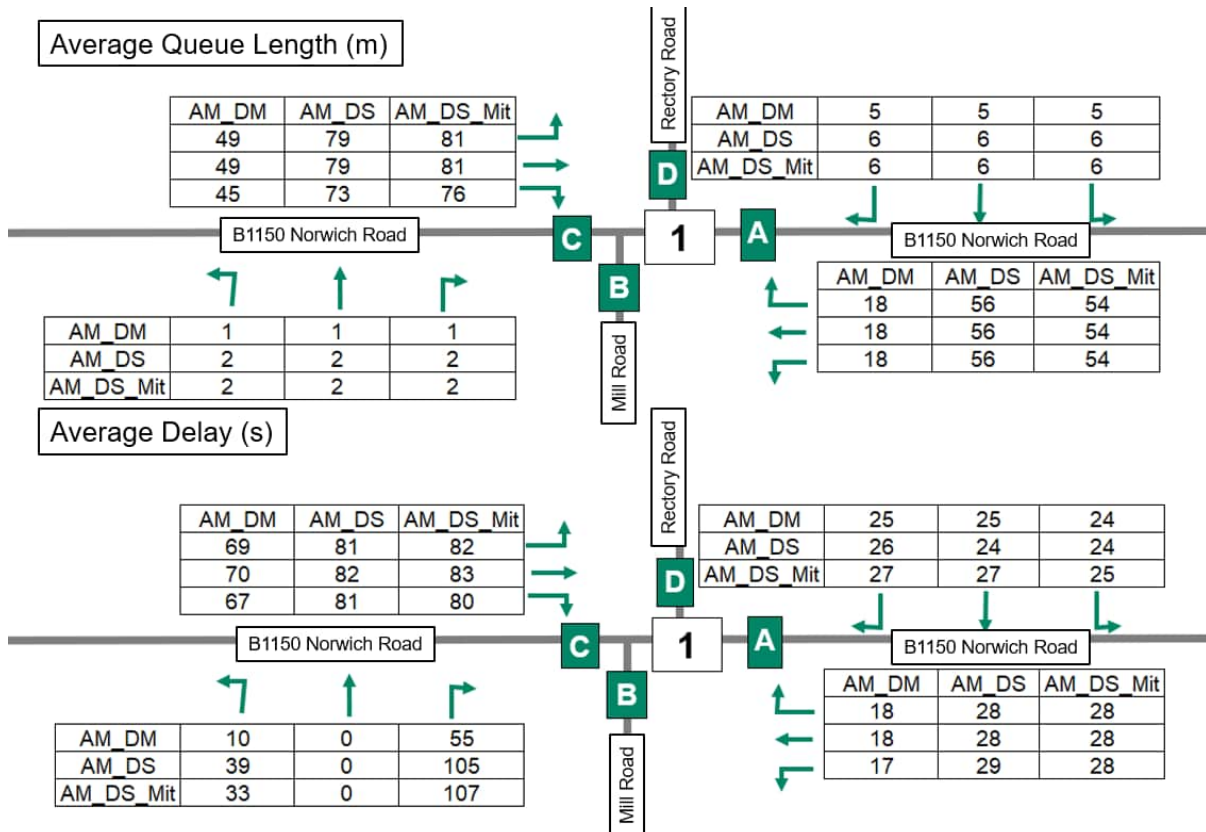 Average Queue Length (m)
Rectory Road
AM_DM AM_DS AM_DS_Mit
49 79 81
49 79 81
45 73 76
AM_DM 5 5 5
AM_DS 6 6 6
AM_DS_Mit 6 6 6
D
B1150 Norwich Road
C
1
A
B1150 Norwich Road
B
AM_DM AM_DS AM_DS_Mit
18 56 54
18 56 54
18 56 54
AM_DM 1 1 1
AM_DS 2 2 2
AM_DS_Mit 2 2 2
Mill Road
Average Delay (s)
Rectory Road
AM_DM AM_DS AM_DS_Mit
69 81 82
70 82 83
67 81 80
AM_DM 25 25 24
AM_DS 26 24 24
AM_DS_Mit 27 27 25
D
B1150 Norwich Road
C
1
A
B1150 Norwich Road
B
AM_DM AM_DS AM_DS_Mit
18 28 28
18 28 28
17 29 28
AM_DM 10 0 55
AM_DS 39 0 105
AM_DS_Mit 33 0 107
Mill Road